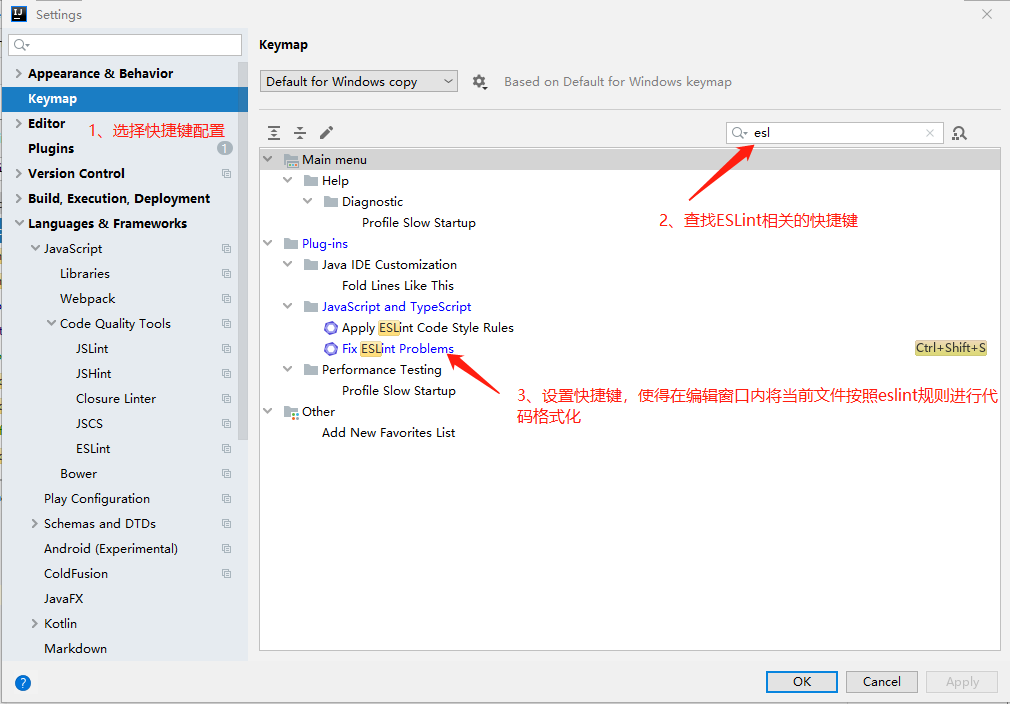 Settings
Keymap
Appearance & Behavior
Default for Windows copy
Based on Default for Windows keymap
Keymap
Editor
1、选择快捷键配置
Plugins
1
esl
Version Control
Build, Execution, Deployment
Languages & Frameworks
JavaScript
Libraries
Webpack
Code Quality Tools
JSLint
JSHint
Closure Linter
JSCS
ESLint
Bower
Play Configuration
Schemas and DTDs
Android (Experimental)
ColdFusion
JavaFX
Kotlin
Markdown
Main menu
Help
Diagnostic
Profile Slow Startup
2、查找ESLint相关的快捷键
Plug-ins
Java IDE Customization
Fold Lines Like This
JavaScript and TypeScript
Apply ESLint Code Style Rules
Fix ESLint Problems
Ctrl+Shift+S
Performance Testing
Profile Slow Startup
3、设置快捷键，使得在编辑窗口内将当前文件按照eslint规则进行代
码格式化
Other
Add New Favorites List
?
OK
Cancel
Apply